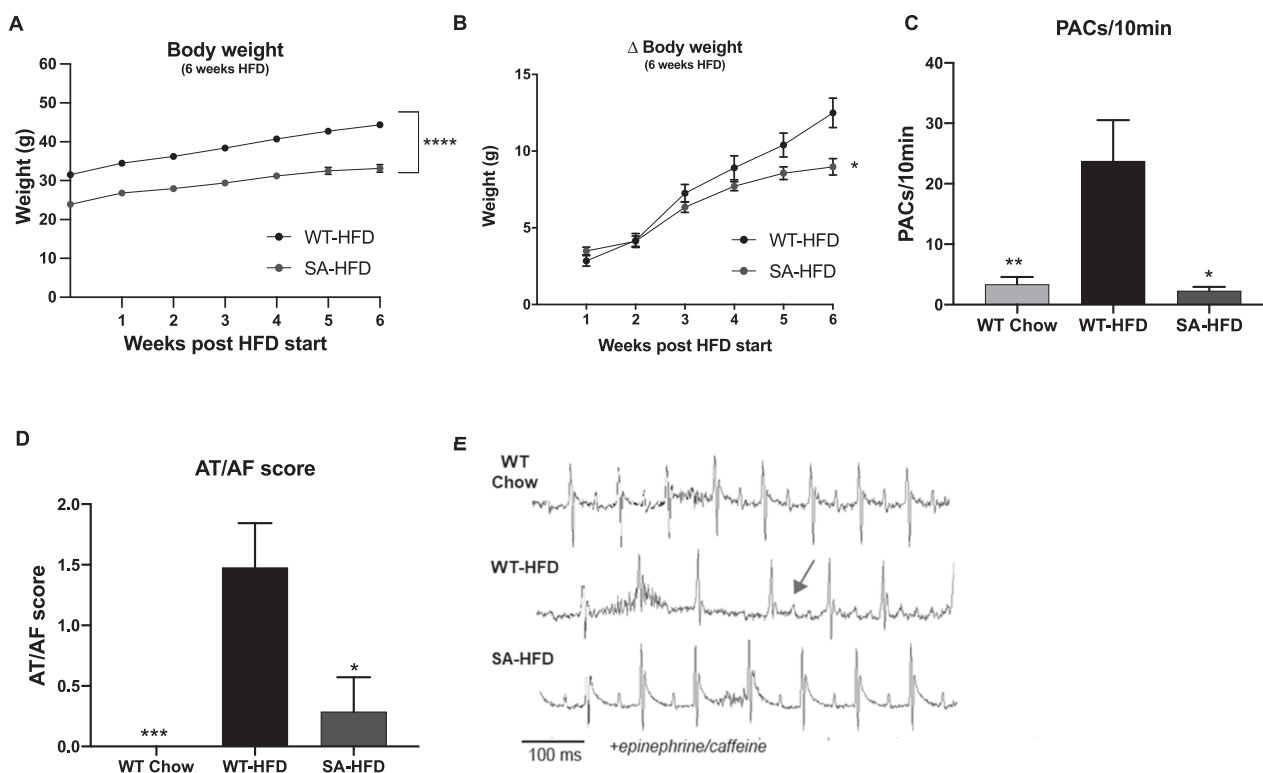 A
Body weight
(6 weeks HFD)
60
50
40
30
20
10
0
Weight (g)
****
WT-HFD
SA-HFD
1 2 3 4 5 6
Weeks post HFD start
B
Δ Body weight
(6 weeks HFD)
15
10
5
0
Weight (g)
*
WT-HFD
SA-HFD
1 2 3 4 5 6
Weeks post HFD start
C
PACs/10min
40
30
20
10
0
PACs/10min
**
*
WT Chow WT-HFD SA-HFD
D
AT/AF score
2.0
1.5
1.0
0.5
0.0
AT/AF score
***
*
WT Chow WT-HFD SA-HFD
E
WT
Chow
WT-HFD
SA-HFD
100 ms
+epinephrine/caffeine